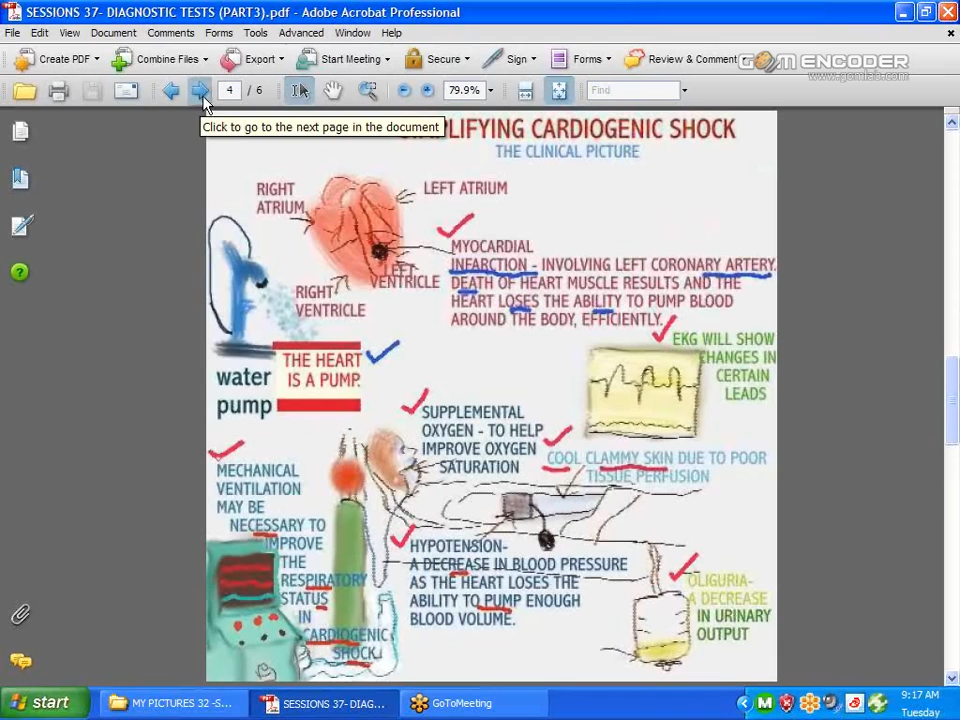 SESSIONS 37- DIAGNOSTIC TESTS (PART3).pdf - Adobe Acrobat Professional
File Edit View Document Comments Forms Tools Advanced Window Help
Create PDF Combine Files Export Start Meeting Secure Sign Forms Review & Comment
GOM ENCODER
www.gomlab.com
4 / 6 79.9% Find
Click to go to the next page in the document
CARDIOGENIC SHOCK
THE CLINICAL PICTURE
RIGHT
ATRIUM
LEFT ATRIUM
MYOCARDIAL
INFARCTION - INVOLVING LEFT CORONARY ARTERY.
DEATH OF HEART MUSCLE RESULTS AND THE
HEART LOSES THE ABILITY TO PUMP BLOOD
AROUND THE BODY, EFFICIENTLY.
LEFT
VENTRICLE
RIGHT
VENTRICLE
THE HEART
IS A PUMP.
water
pump
EKG WILL SHOW
CHANGES IN
CERTAIN
LEADS
SUPPLEMENTAL
OXYGEN - TO HELP
IMPROVE OXYGEN
SATURATION
COOL CLAMMY SKIN DUE TO POOR
TISSUE PERFUSION
MECHANICAL
VENTILATION
MAY BE
NECESSARY TO
IMPROVE
THE
RESPIRATORY
STATUS
IN
CARDIOGENIC
SHOCK.
HYPOTENSION-
A DECREASE IN BLOOD PRESSURE
AS THE HEART LOSES THE
ABILITY TO PUMP ENOUGH
BLOOD VOLUME.
OLIGURIA-
A DECREASE
IN URINARY
OUTPUT
start MY PICTURES 32 -S... SESSIONS 37- DIAG... GoToMeeting 9:17 AM
Tuesday